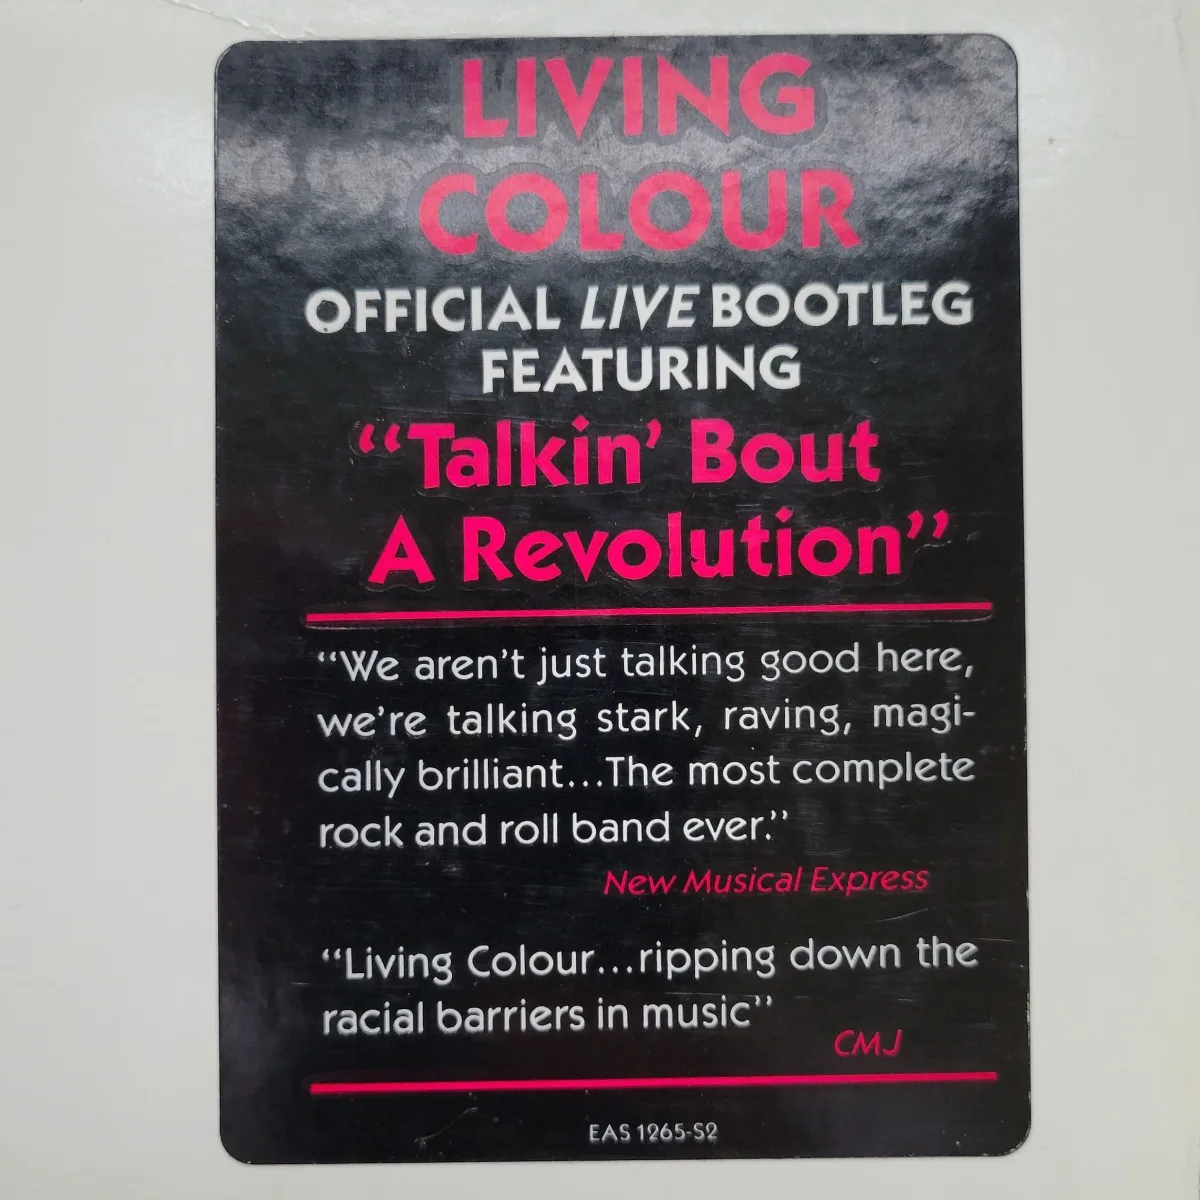 LIVING
COLOUR
OFFICIAL LIVE BOOTLEG
FEATURING
“Talkin’ Bout
A Revolution”
“We aren’t just talking good here,
we’re talking stark, raving, magi-
cally brilliant...The most complete
rock and roll band ever.”
New Musical Express
“Living Colour...ripping down the
racial barriers in music”
CMJ
EAS 1265-S2